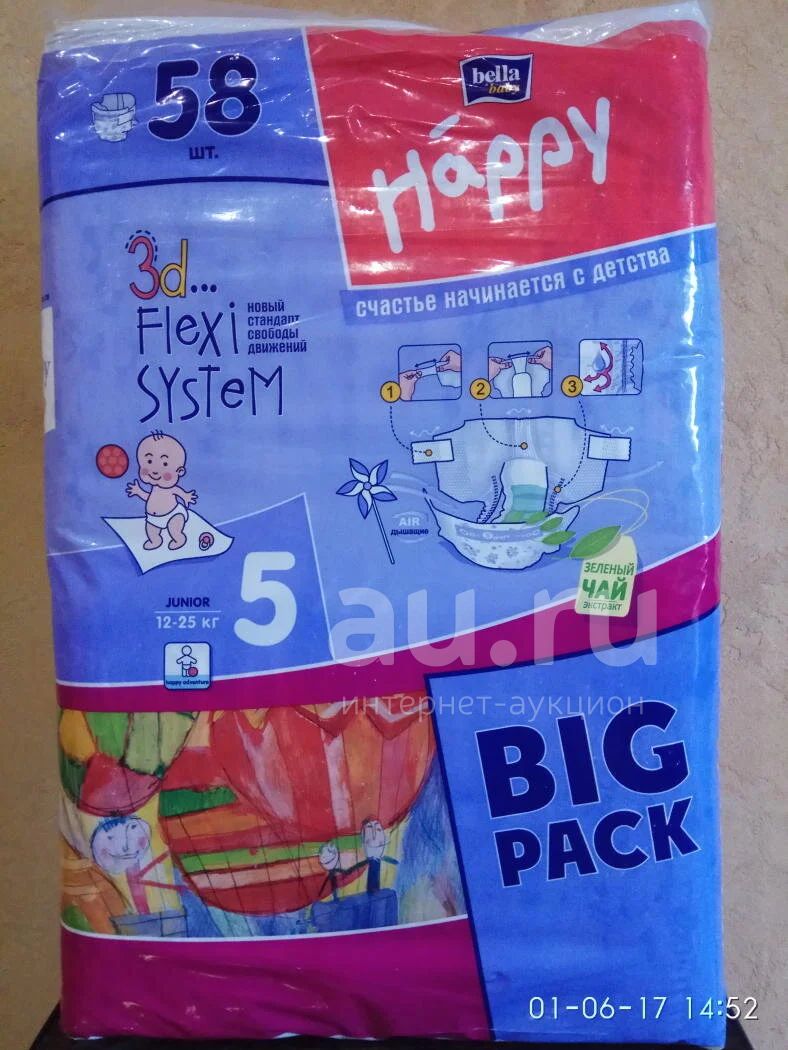 58
шт.
bella
baby
Happy
счастье начинается с детства
3d...
Flexi
SYSTEM
новый
стандарт
свободы
движений
1
2
3
AIR
дышащие
зеленый
чай
экстракт
JUNIOR
12-25 кг
5
happy adventure
au.ru
интернет-аукцион
BIG
PACK
01-06-17 14:52